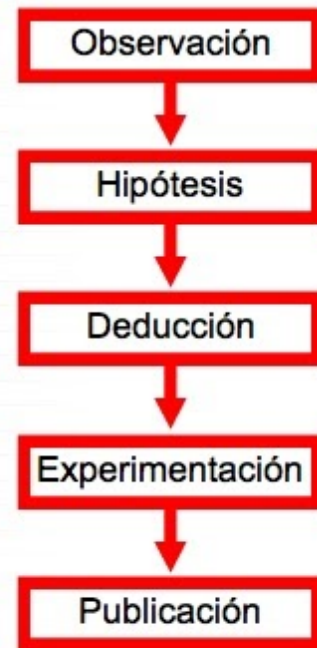 Observación
Hipótesis
Deducción
Experimentación
Publicación